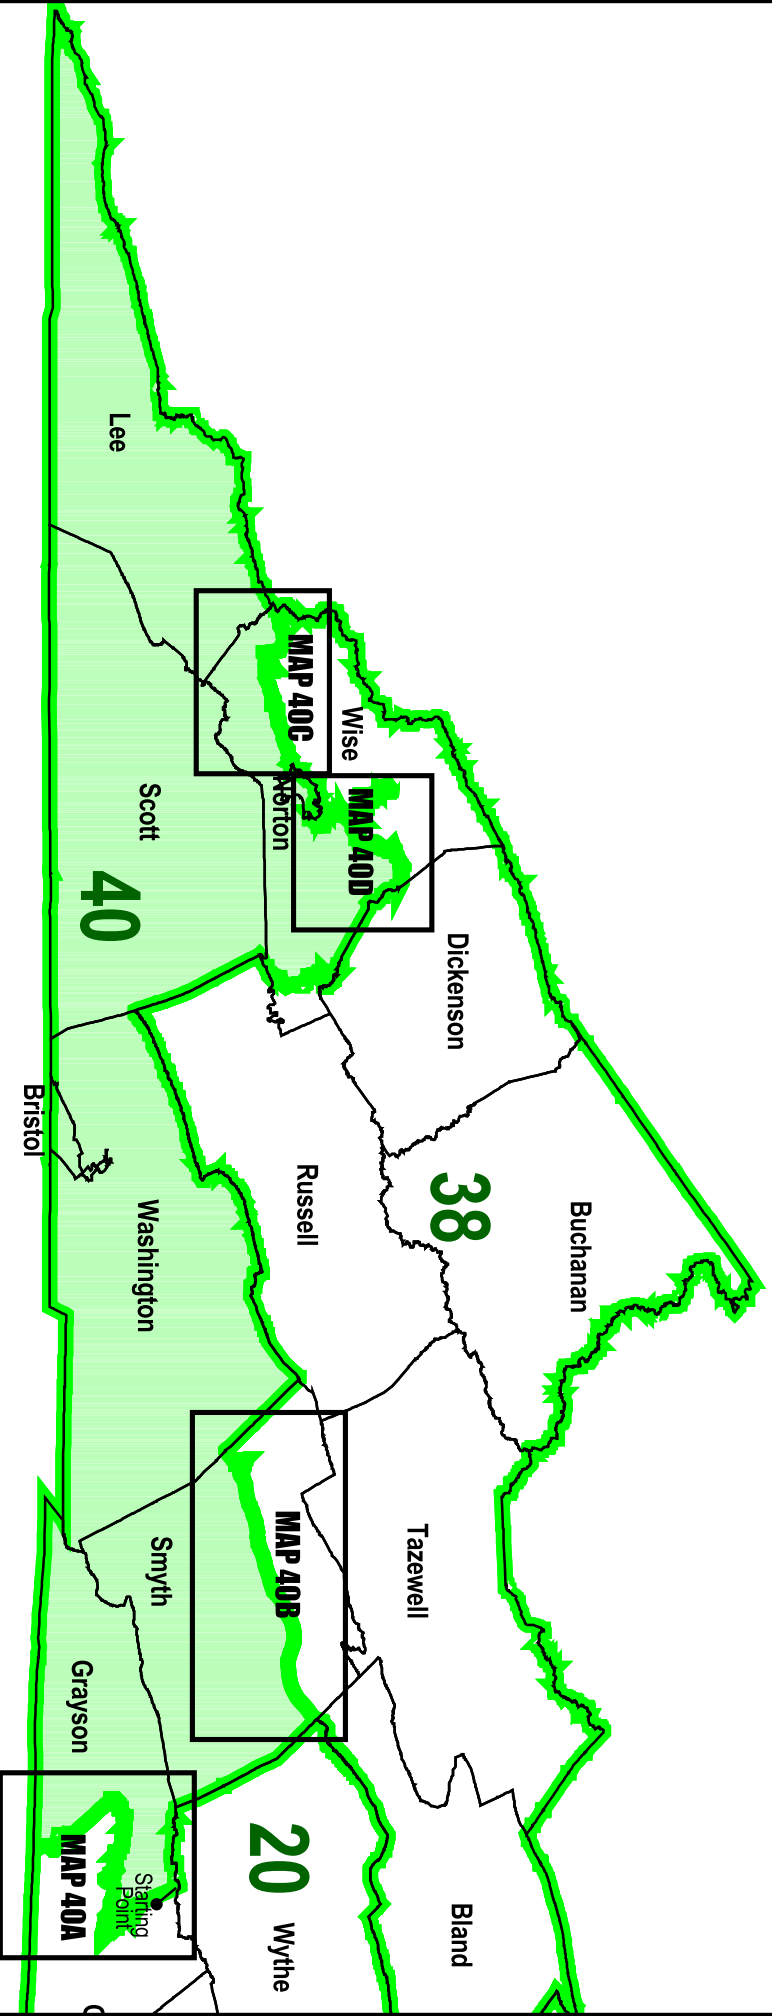 Lee
Scott
40
MAP 40C
Wise
Norton
MAP 40D
Dickenson
Buchanan
38
Russell
Bristol
Washington
Tazewell
MAP 40B
Smyth
Grayson
MAP 40A
Starting
Point
20
Wythe
Bland